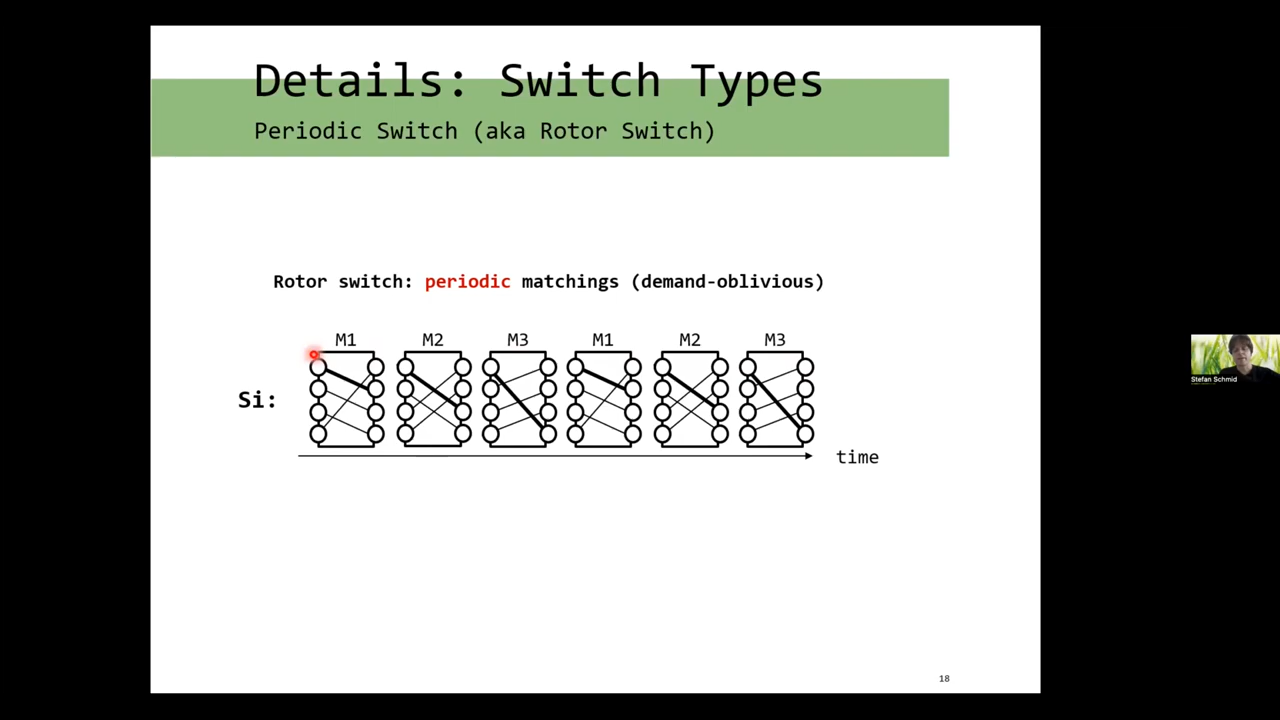 Details: Switch Types
Periodic Switch (aka Rotor Switch)
Rotor switch: periodic matchings (demand-oblivious)
M1 M2 M3 M1 M2 M3
Si:
time
Stefan Schmid
18